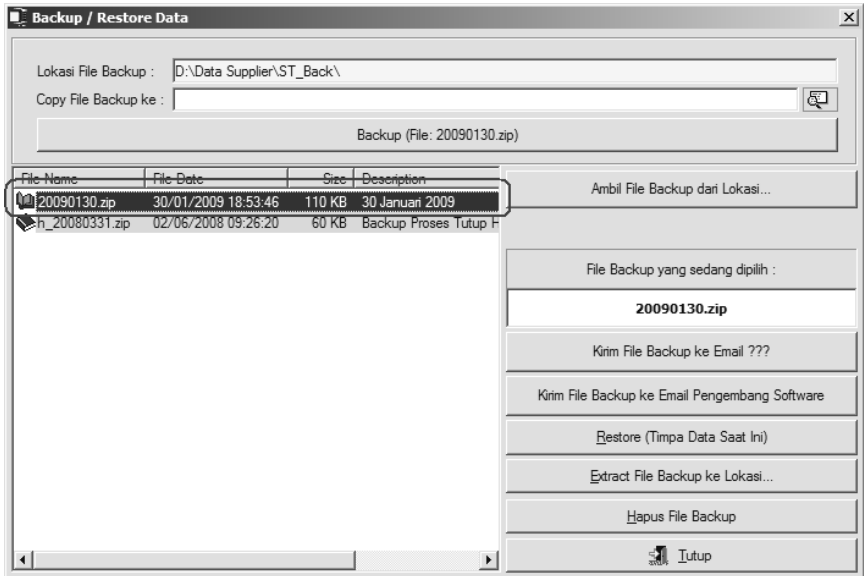 Backup / Restore Data
Lokasi File Backup : D:\Data Supplier\ST_Back\
Copy File Backup ke :
Backup (File: 20090130.zip)
File Name File Date Size Description
20090130.zip 30/01/2009 18:53:46 110 KB 30 Januari 2009
h_20080331.zip 02/06/2008 09:26:20 60 KB Backup Proses Tutup H
Ambil File Backup dari Lokasi...
File Backup yang sedang dipilih :
20090130.zip
Kirim File Backup ke Email ???
Kirim File Backup ke Email Pengembang Software
Restore (Timpa Data Saat Ini)
Extract File Backup ke Lokasi...
Hapus File Backup
Tutup